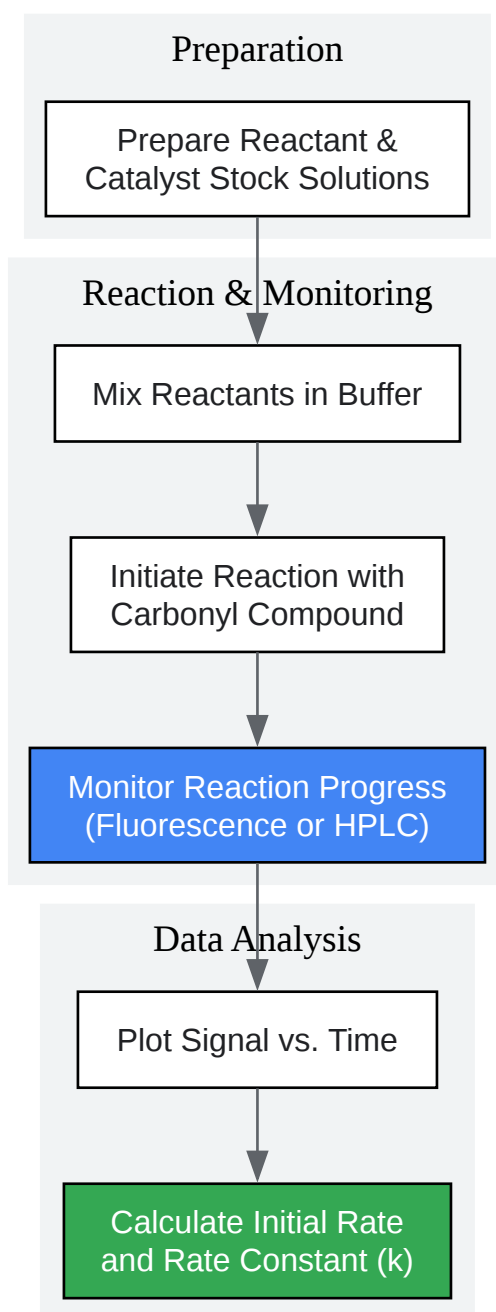 Preparation
Prepare Reactant &
Catalyst Stock Solutions
Reaction & Monitoring
Mix Reactants in Buffer
Initiate Reaction with
Carbonyl Compound
Monitor Reaction Progress
(Fluorescence or HPLC)
Data Analysis
Plot Signal vs. Time
Calculate Initial Rate
and Rate Constant (k)